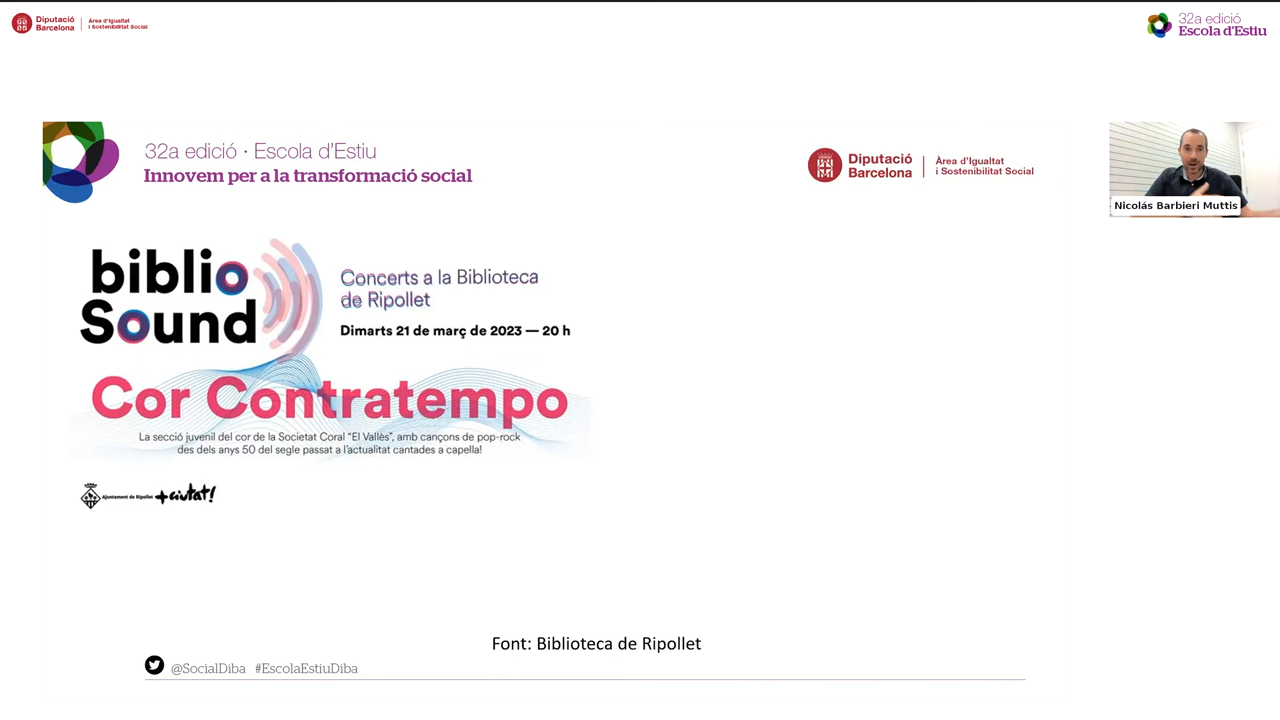 Diputació
Barcelona
Àrea d'Igualtat
i Sostenibilitat Social
32a edició
Escola d'Estiu
32a edició · Escola d'Estiu
Innovem per a la transformació social
Diputació
Barcelona
Àrea d'Igualtat
i Sostenibilitat Social
Nicolás Barbieri Muttis
biblio
Sound
Concerts a la Biblioteca
de Ripollet
Dimarts 21 de març de 2023 — 20 h
Cor Contratempo
La secció juvenil del cor de la Societat Coral "El Vallès", amb cançons de pop-rock
des dels anys 50 del segle passat a l'actualitat cantades a capella!
Ajuntament de Ripollet
+ciutat!
Font: Biblioteca de Ripollet
@SocialDiba #EscolaEstiuDiba